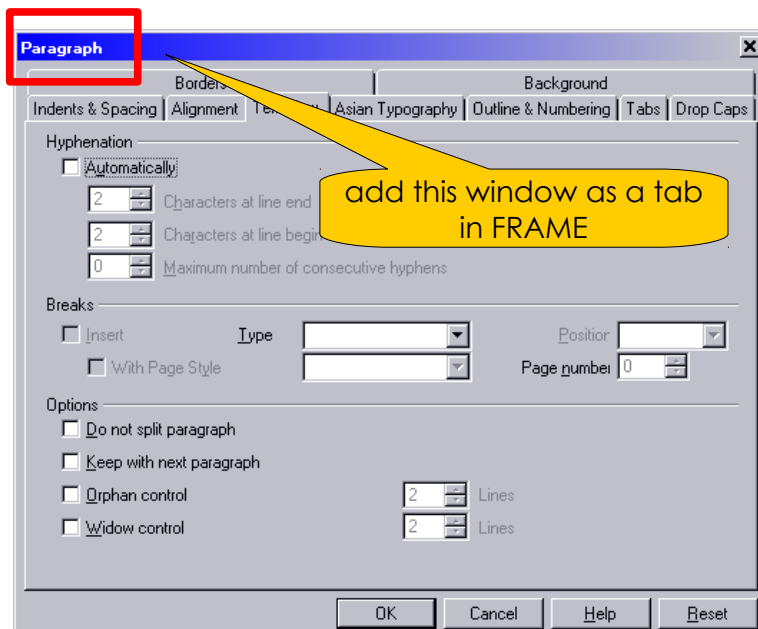 Paragraph
Borders Background
Indents & Spacing Alignment Asian Typography Outline & Numbering Tabs Drop Caps
Hyphenation
Automatically
2 Characters at line end
add this window as a tab
in FRAME
2 Characters at line
0 Maximum number of consecutive hyphens
Breaks
Insert Type Position
With Page Style Page number 0
Options
Do not split paragraph
Keep with next paragraph
Orphan control 2 Lines
Widow control 2 Lines
OK Cancel Help Reset